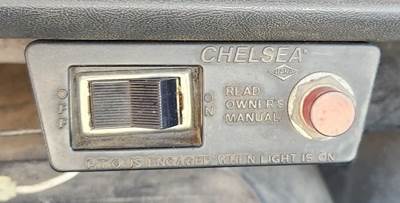 CHELSEA
OFF
ON
READ
OWNER'S
MANUAL
P.T.O. IS ENGAGED WHEN LIGHT IS ON